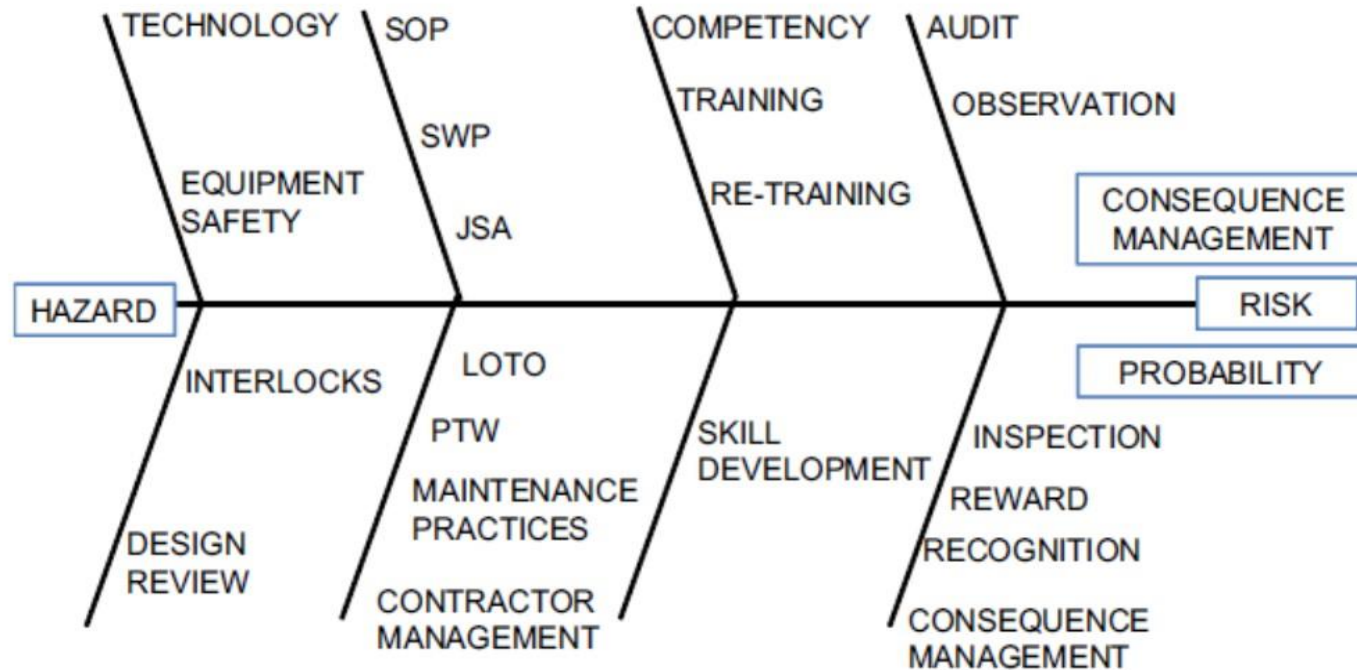 TECHNOLOGY
SOP
COMPETENCY
AUDIT
TRAINING
OBSERVATION
SWP
EQUIPMENT
SAFETY
RE-TRAINING
JSA
CONSEQUENCE
MANAGEMENT
HAZARD
RISK
INTERLOCKS
LOTO
PROBABILITY
PTW
SKILL
DEVELOPMENT
INSPECTION
MAINTENANCE
PRACTICES
REWARD
DESIGN
REVIEW
RECOGNITION
CONTRACTOR
MANAGEMENT
CONSEQUENCE
MANAGEMENT